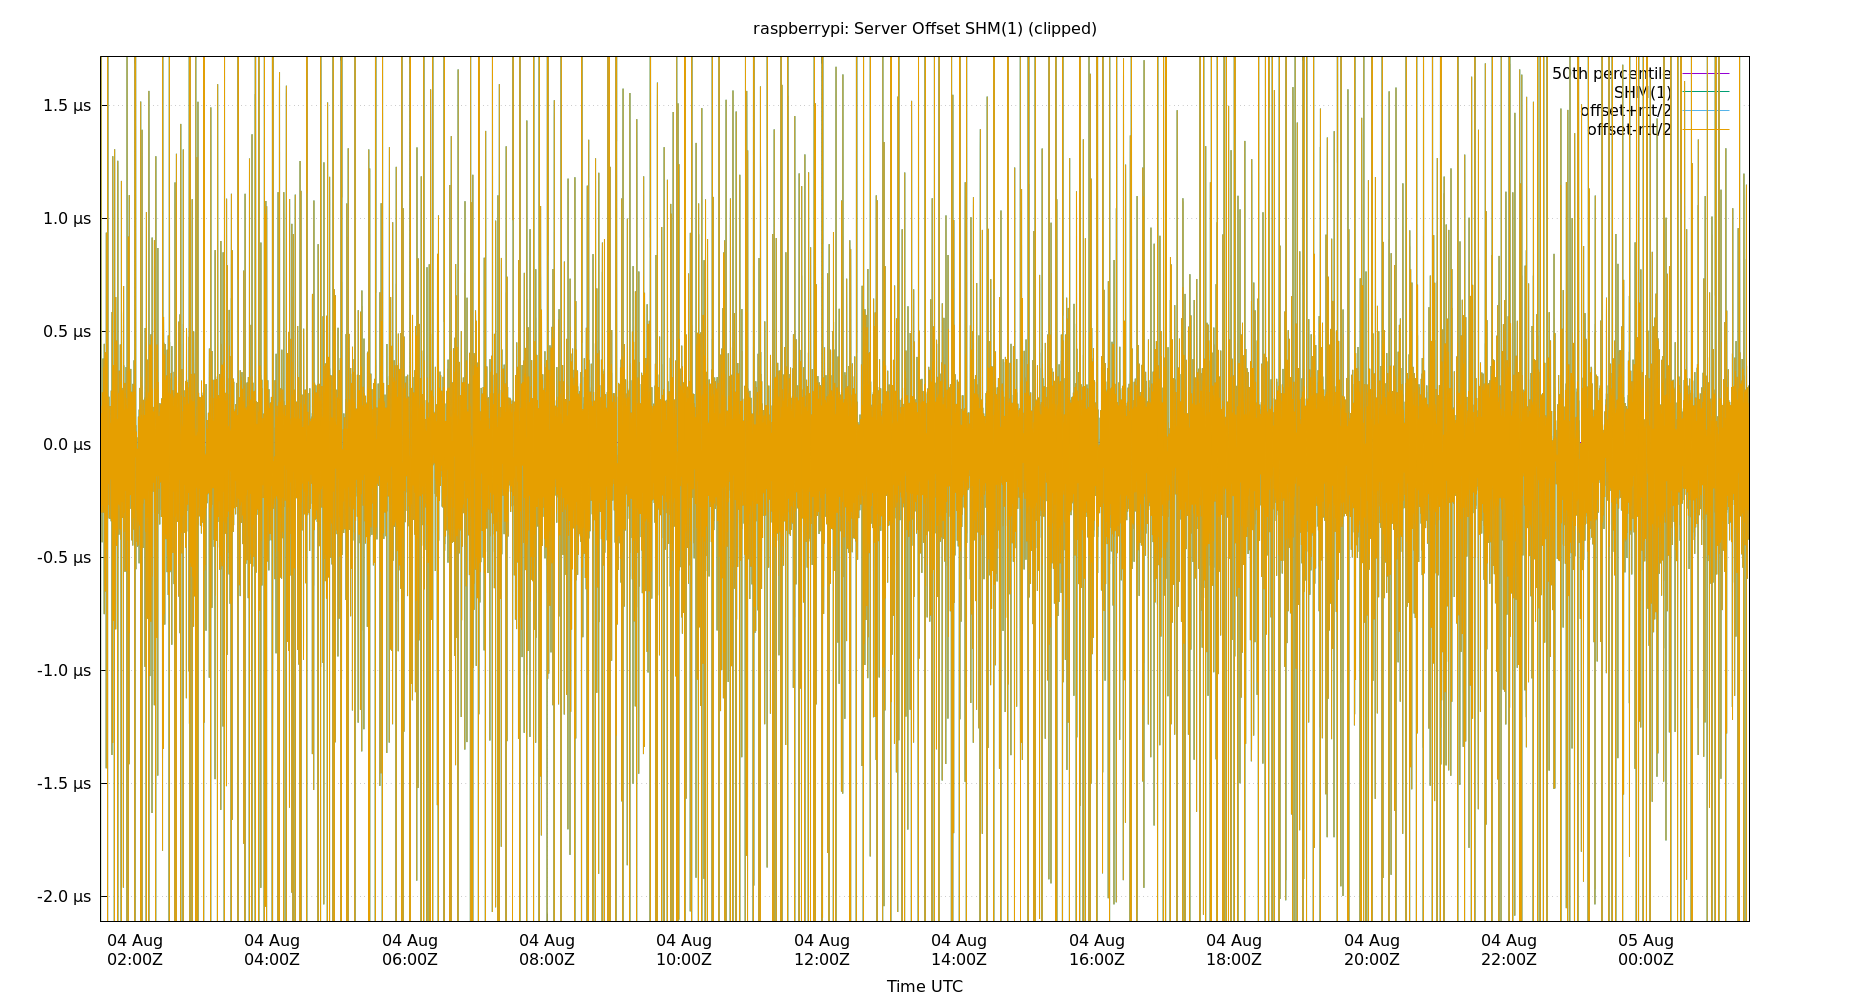 raspberrypi: Server Offset SHM(1) (clipped)
50th percentile
SHM(1)
offset+rtt/2
offset-rtt/2
1.5 µs
1.0 µs
0.5 µs
0.0 µs
-0.5 µs
-1.0 µs
-1.5 µs
-2.0 µs
04 Aug 04 Aug 04 Aug 04 Aug 04 Aug 04 Aug 04 Aug 04 Aug 04 Aug 04 Aug 04 Aug 05 Aug
02:00Z 04:00Z 06:00Z 08:00Z 10:00Z 12:00Z 14:00Z 16:00Z 18:00Z 20:00Z 22:00Z 00:00Z
Time UTC